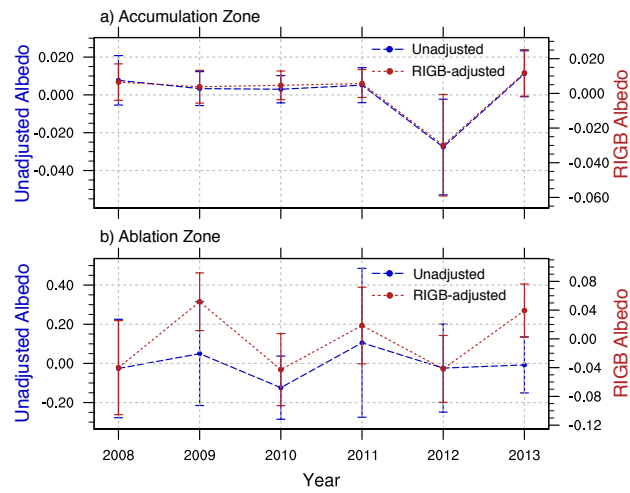 a) Accumulation Zone
Unadjusted Albedo
0.020
0.000
-0.020
-0.040
Unadjusted
RIGB-adjusted
0.020
0.000
-0.020
-0.040
-0.060
RIGB Albedo
b) Ablation Zone
Unadjusted Albedo
0.40
0.20
0.00
-0.20
Unadjusted
RIGB-adjusted
0.08
0.04
0.00
-0.04
-0.08
-0.12
RIGB Albedo
2008 2009 2010 2011 2012 2013
Year